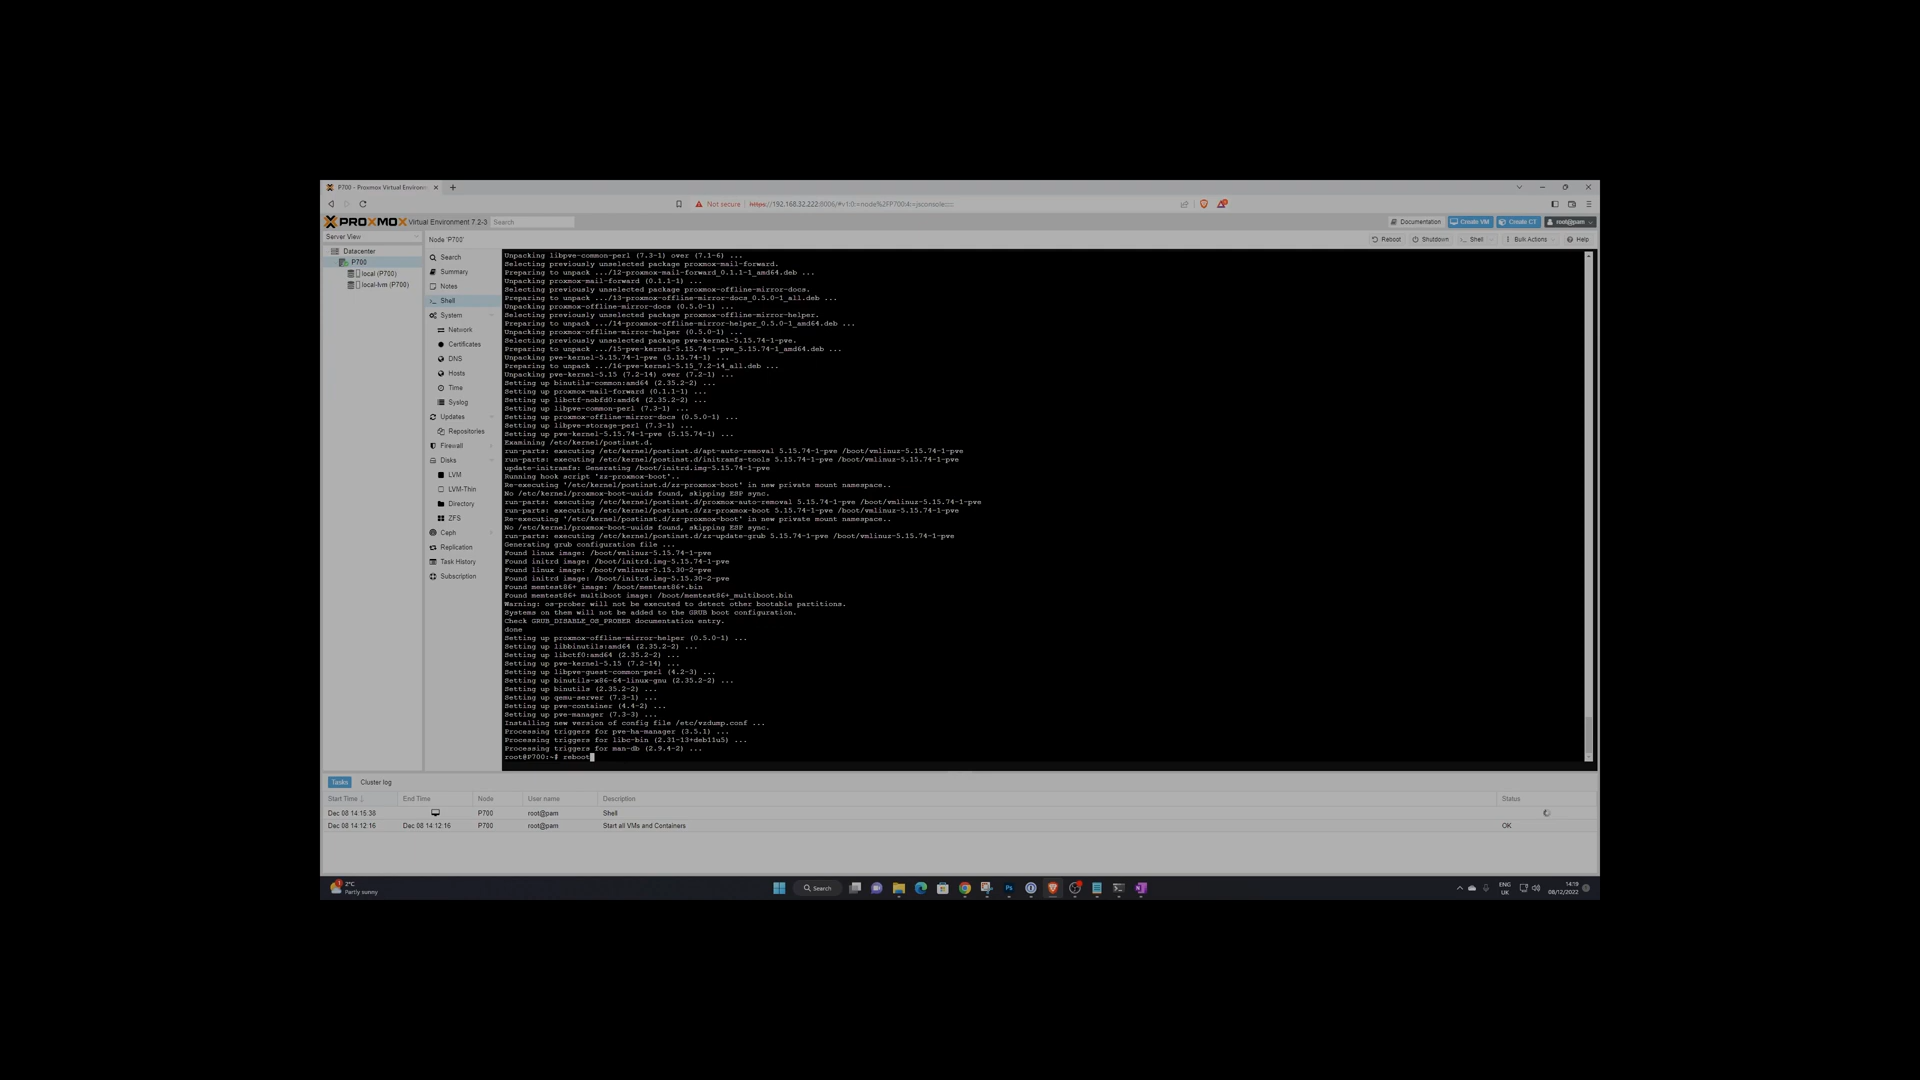 P700 - Proxmox Virtual Environ
Not secure https://192.168.32.222:8006/#v1:0:=node%2FP700:4:=jsconsole:::::
PROXMOX Virtual Environment 7.2-3 Search
Documentation Create VM Create CT root@pam
Server View
Node 'P700'
Reboot Shutdown Shell Bulk Actions Help
Datacenter
P700
local (P700)
local-lvm (P700)
Search
Summary
Notes
Shell
System
Network
Certificates
DNS
Hosts
Time
Syslog
Updates
Repositories
Firewall
Disks
LVM
LVM-Thin
Directory
ZFS
Ceph
Replication
Task History
Subscription
Unpacking libpve-common-perl (7.3-1) over (7.1-6) ...
Selecting previously unselected package proxmox-mail-forward.
Preparing to unpack .../12-proxmox-mail-forward_0.1.1-1_amd64.deb ...
Unpacking proxmox-mail-forward (0.1.1-1) ...
Selecting previously unselected package proxmox-offline-mirror-docs.
Preparing to unpack .../13-proxmox-offline-mirror-docs_0.5.0-1_all.deb ...
Unpacking proxmox-offline-mirror-docs (0.5.0-1) ...
Selecting previously unselected package proxmox-offline-mirror-helper.
Preparing to unpack .../14-proxmox-offline-mirror-helper_0.5.0-1_amd64.deb ...
Unpacking proxmox-offline-mirror-helper (0.5.0-1) ...
Selecting previously unselected package pve-kernel-5.15.74-1-pve.
Preparing to unpack .../15-pve-kernel-5.15.74-1-pve_5.15.74-1_amd64.deb ...
Unpacking pve-kernel-5.15.74-1-pve (5.15.74-1) ...
Preparing to unpack .../16-pve-kernel-5.15_7.2-14_all.deb ...
Unpacking pve-kernel-5.15 (7.2-14) over (7.2-1) ...
Setting up binutils-common:amd64 (2.35.2-2) ...
Setting up proxmox-mail-forward (0.1.1-1) ...
Setting up libctf-nobfd0:amd64 (2.35.2-2) ...
Setting up libpve-common-perl (7.3-1) ...
Setting up proxmox-offline-mirror-docs (0.5.0-1) ...
Setting up libpve-storage-perl (7.3-1) ...
Setting up pve-kernel-5.15.74-1-pve (5.15.74-1) ...
Examining /etc/kernel/postinst.d.
run-parts: executing /etc/kernel/postinst.d/apt-auto-removal 5.15.74-1-pve /boot/vmlinuz-5.15.74-1-pve
run-parts: executing /etc/kernel/postinst.d/initramfs-tools 5.15.74-1-pve /boot/vmlinuz-5.15.74-1-pve
update-initramfs: Generating /boot/initrd.img-5.15.74-1-pve
Running hook script 'zz-proxmox-boot'..
Re-executing '/etc/kernel/postinst.d/zz-proxmox-boot' in new private mount namespace..
No /etc/kernel/proxmox-boot-uuids found, skipping ESP sync.
run-parts: executing /etc/kernel/postinst.d/proxmox-auto-removal 5.15.74-1-pve /boot/vmlinuz-5.15.74-1-pve
run-parts: executing /etc/kernel/postinst.d/zz-proxmox-boot 5.15.74-1-pve /boot/vmlinuz-5.15.74-1-pve
Re-executing '/etc/kernel/postinst.d/zz-proxmox-boot' in new private mount namespace..
No /etc/kernel/proxmox-boot-uuids found, skipping ESP sync.
run-parts: executing /etc/kernel/postinst.d/zz-update-grub 5.15.74-1-pve /boot/vmlinuz-5.15.74-1-pve
Generating grub configuration file ...
Found linux image: /boot/vmlinuz-5.15.74-1-pve
Found initrd image: /boot/initrd.img-5.15.74-1-pve
Found linux image: /boot/vmlinuz-5.15.30-2-pve
Found initrd image: /boot/initrd.img-5.15.30-2-pve
Found memtest86+ image: /boot/memtest86+.bin
Found memtest86+ multiboot image: /boot/memtest86+_multiboot.bin
Warning: os-prober will not be executed to detect other bootable partitions.
Systems on them will not be added to the GRUB boot configuration.
Check GRUB_DISABLE_OS_PROBER documentation entry.
done
Setting up proxmox-offline-mirror-helper (0.5.0-1) ...
Setting up libbinutils:amd64 (2.35.2-2) ...
Setting up libctf0:amd64 (2.35.2-2) ...
Setting up pve-kernel-5.15 (7.2-14) ...
Setting up libpve-guest-common-perl (4.2-3) ...
Setting up binutils-x86-64-linux-gnu (2.35.2-2) ...
Setting up binutils (2.35.2-2) ...
Setting up qemu-server (7.3-1) ...
Setting up pve-container (4.4-2) ...
Setting up pve-manager (7.3-3) ...
Installing new version of config file /etc/vzdump.conf ...
Processing triggers for pve-ha-manager (3.5.1) ...
Processing triggers for libc-bin (2.31-13+deb11u5) ...
Processing triggers for man-db (2.9.4-2) ...
root@P700:~# reboot
Tasks Cluster log
Start Time End Time Node User name Description Status
Dec 08 14:15:38 P700 root@pam Shell
Dec 08 14:12:16 Dec 08 14:12:16 P700 root@pam Start all VMs and Containers OK
2°C
Partly sunny
Search
ENG
UK
14:19
08/12/2022